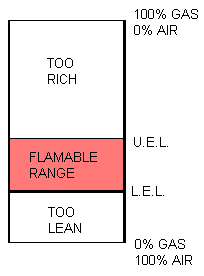 100% GAS
0% AIR
TOO
RICH
U.E.L.
FLAMABLE
RANGE
L.E.L.
TOO
LEAN
0% GAS
100% AIR